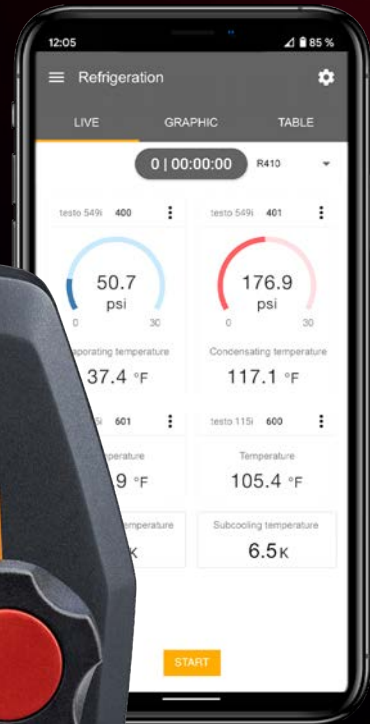 12:05 85 %
Refrigeration
LIVE GRAPHIC TABLE
0 | 00:00:00 R410
testo 549i 400 testo 549i 401
50.7 176.9
psi psi
0 30 0 30
temperature Condensating temperature
37.4 °F 117.1 °F
601 testo 115i 600
Temperature
.9 °F 105.4 °F
Subcooling temperature
K 6.5 K
START